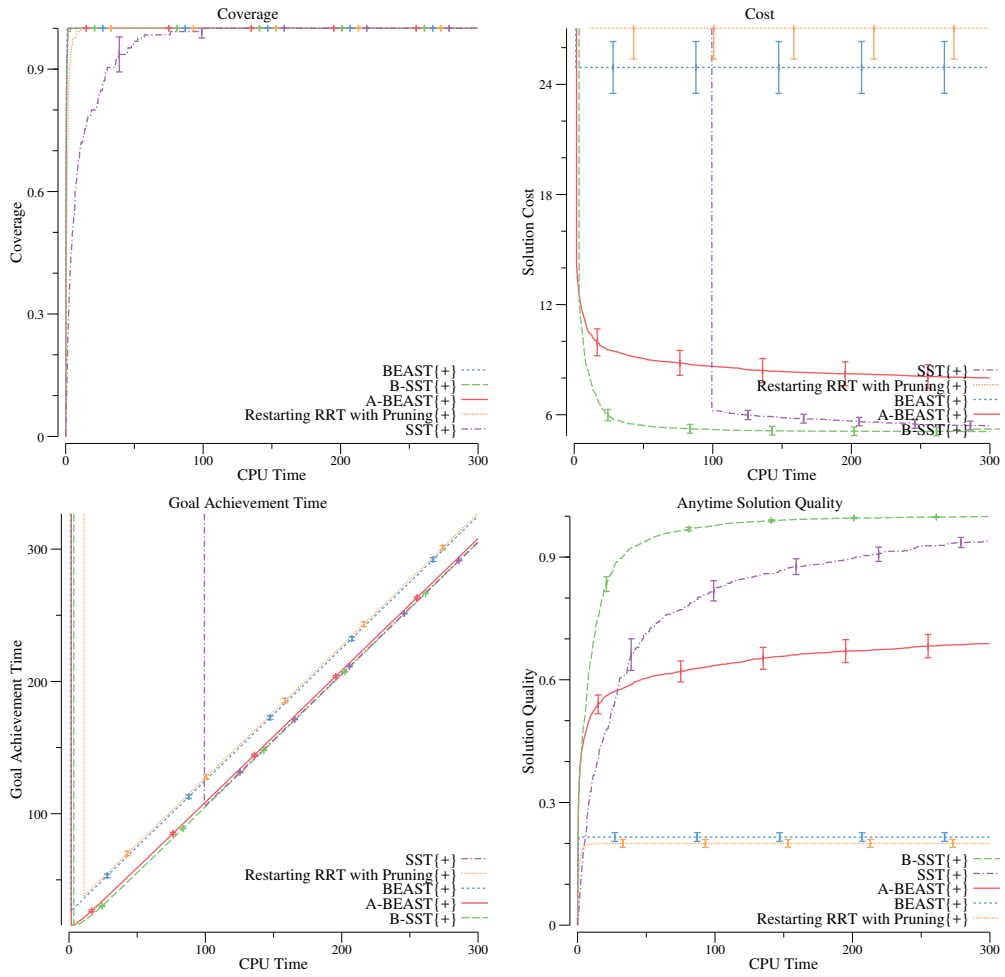 Coverage
Coverage
0.9
0.6
0.3
0
BEAST{+}
B-SST{+}
A-BEAST{+}
Restarting RRT with Pruning{+}
SST{+}
0 100 200 300
CPU Time
Cost
Solution Cost
24
18
12
6
SST{+}
Restarting RRT with Pruning{+}
BEAST{+}
A-BEAST{+}
B-SST{+}
0 100 200 300
CPU Time
Goal Achievement Time
Goal Achievement Time
300
200
100
SST{+}
Restarting RRT with Pruning{+}
BEAST{+}
A-BEAST{+}
B-SST{+}
0 100 200 300
CPU Time
Anytime Solution Quality
Solution Quality
0.9
0.6
0.3
0
B-SST{+}
SST{+}
A-BEAST{+}
BEAST{+}
Restarting RRT with Pruning{+}
0 100 200 300
CPU Time